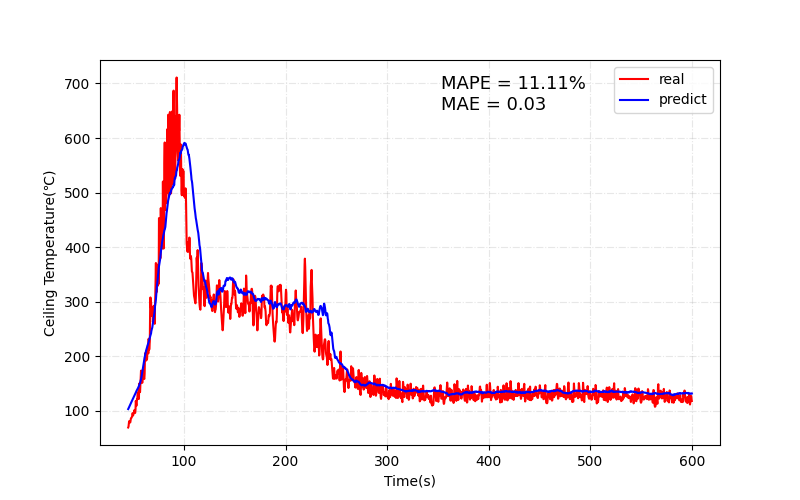 MAPE = 11.11%
MAE = 0.03
real
predict
Ceiling Temperature(℃)
700
600
500
400
300
200
100
100 200 300 400 500 600
Time(s)